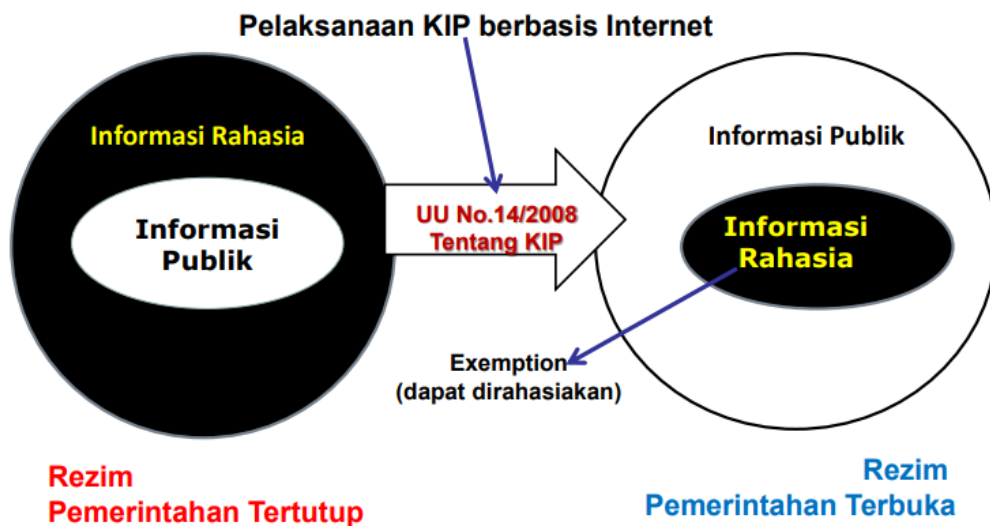 Pelaksanaan KIP berbasis Internet
Informasi Rahasia
Informasi
Publik
UU No.14/2008
Tentang KIP
Informasi Publik
Informasi
Rahasia
Exemption
(dapat dirahasiakan)
Rezim
Pemerintahan Tertutup
Rezim
Pemerintahan Terbuka